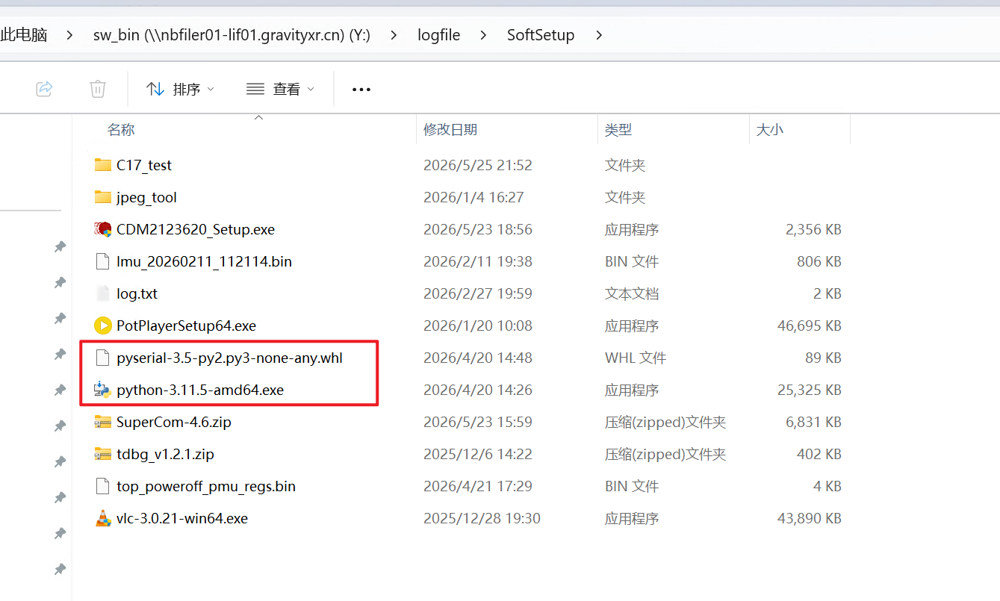 此电脑 > sw_bin (\\nbfiler01-lif01.gravityxr.cn) (Y:) > logfile > SoftSetup >
排序 查看 •••
名称 修改日期 类型 大小
C17_test 2026/5/25 21:52 文件夹
jpeg_tool 2026/1/4 16:27 文件夹
CDM2123620_Setup.exe 2026/5/23 18:56 应用程序 2,356 KB
lmu_20260211_112114.bin 2026/2/11 19:38 BIN 文件 806 KB
log.txt 2026/2/27 19:59 文本文档 2 KB
PotPlayerSetup64.exe 2026/1/20 10:08 应用程序 46,695 KB
pyserial-3.5-py2.py3-none-any.whl 2026/4/20 14:48 WHL 文件 89 KB
python-3.11.5-amd64.exe 2026/4/20 14:26 应用程序 25,325 KB
SuperCom-4.6.zip 2026/5/23 15:59 压缩(zipped)文件夹 6,831 KB
tdbg_v1.2.1.zip 2025/12/6 14:22 压缩(zipped)文件夹 402 KB
top_poweroff_pmu_regs.bin 2026/4/21 17:29 BIN 文件 4 KB
vlc-3.0.21-win64.exe 2025/12/28 19:30 应用程序 43,890 KB